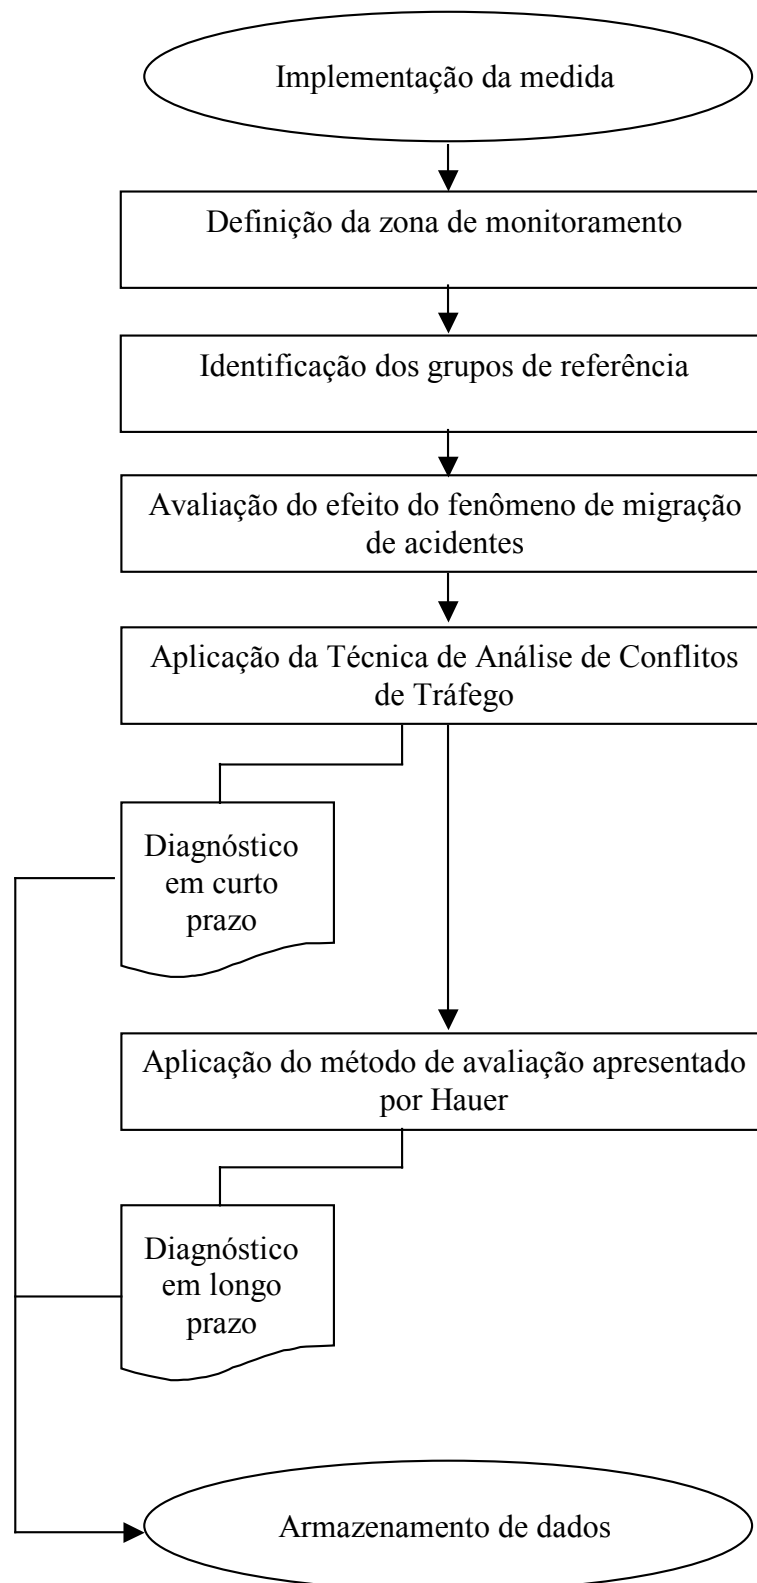 Implementação da medida
Definição da zona de monitoramento
Identificação dos grupos de referência
Avaliação do efeito do fenômeno de migração
de acidentes
Aplicação da Técnica de Análise de Conflitos
de Tráfego
Diagnóstico
em curto
prazo
Aplicação do método de avaliação apresentado
por Hauer
Diagnóstico
em longo
prazo
Armazenamento de dados